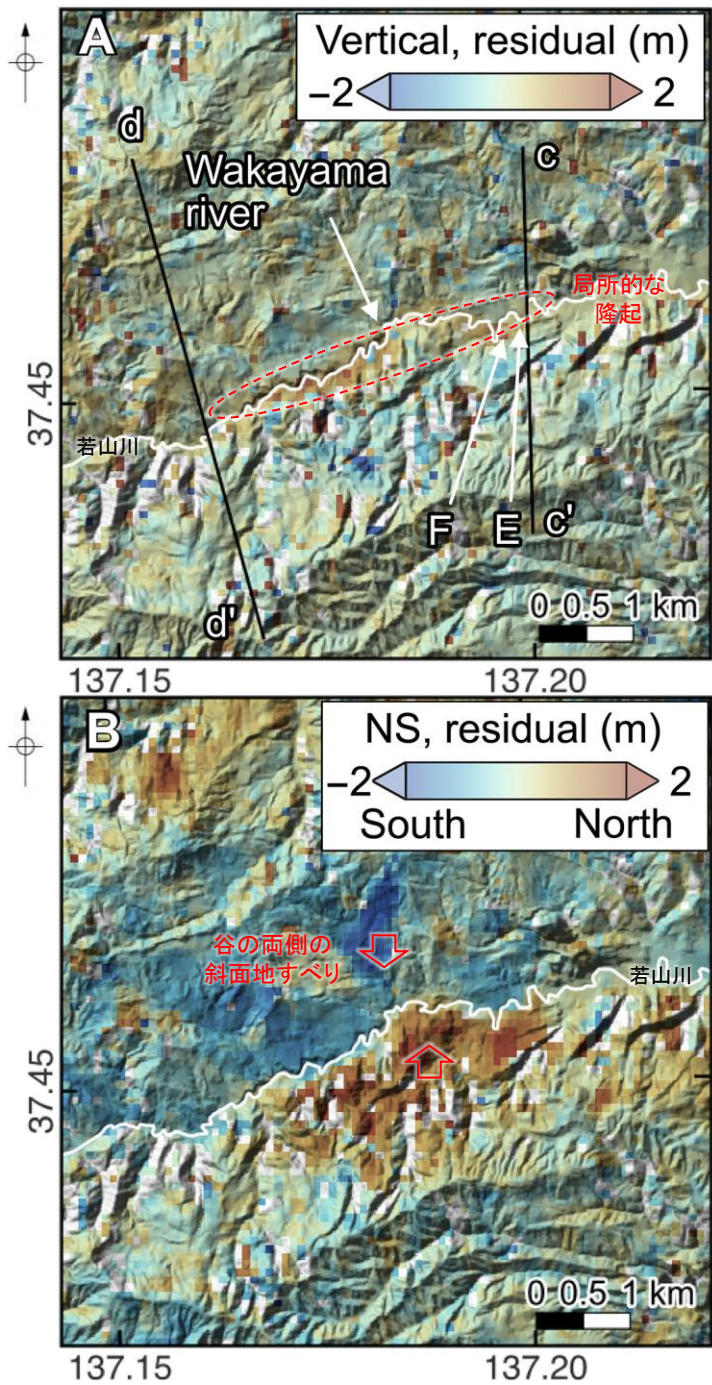 A
Vertical, residual (m)
−2 2
d
c
Wakayama
river
局所的な
隆起
37.45
若山川
F E c'
d'
0 0.5 1 km
137.15 137.20
B
NS, residual (m)
−2 2
South North
谷の両側の
斜面地すべり
若山川
37.45
0 0.5 1 km
137.15 137.20